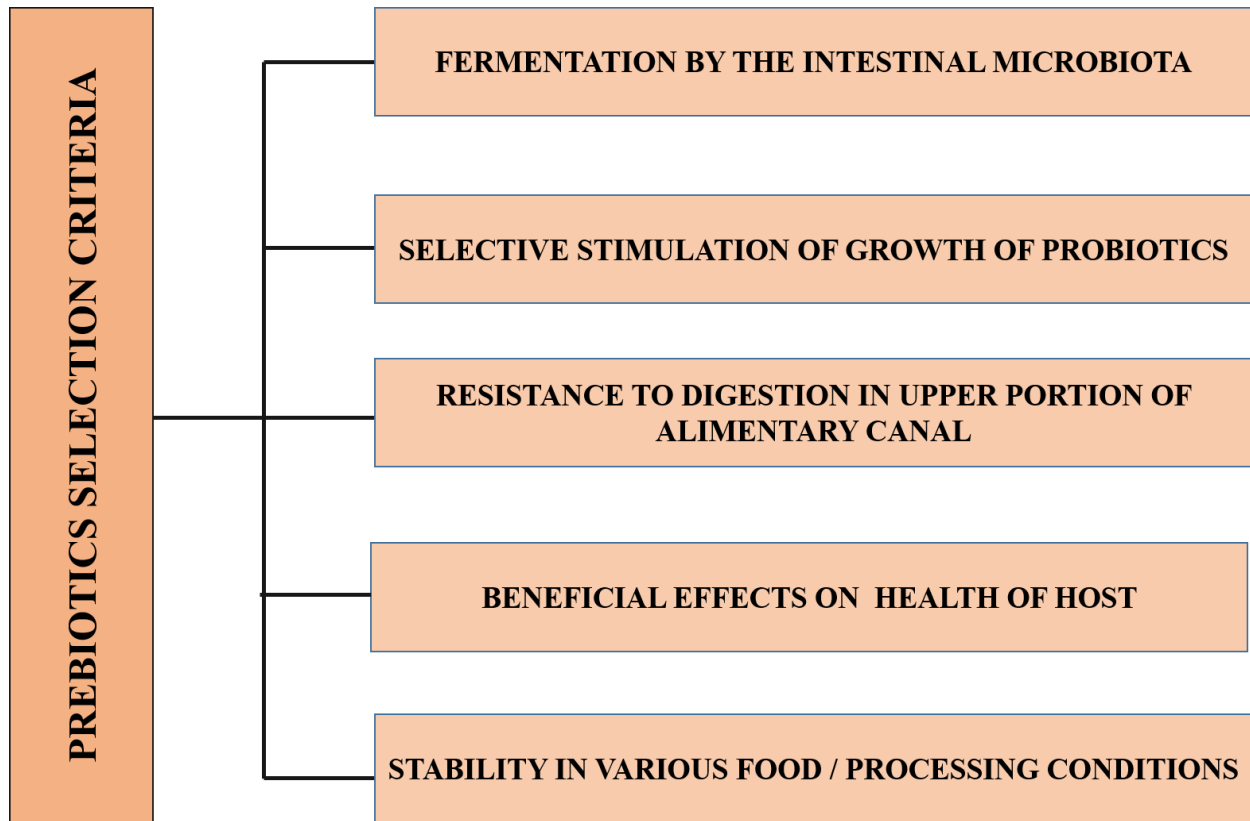 PREBIOTICS SELECTION CRITERIA
FERMENTATION BY THE INTESTINAL MICROBIOTA
SELECTIVE STIMULATION OF GROWTH OF PROBIOTICS
RESISTANCE TO DIGESTION IN UPPER PORTION OF
ALIMENTARY CANAL
BENEFICIAL EFFECTS ON HEALTH OF HOST
STABILITY IN VARIOUS FOOD / PROCESSING CONDITIONS